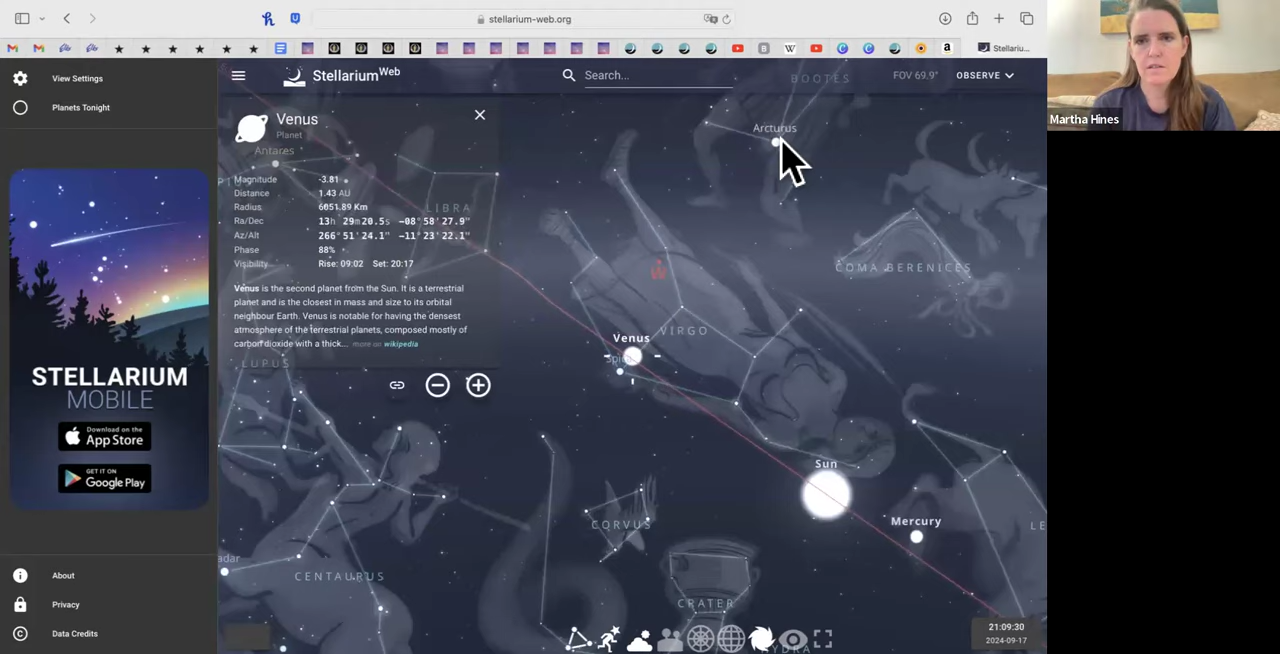 stellarium-web.org
Stellariu...
View Settings
Planets Tonight
Stellarium Web
Search...
BOOTES
FOV 69.9°
OBSERVE
Martha Hines
Venus
Planet
Antares
Arcturus
Magnitude -3.81
Distance 1.43 AU
Radius 6051.89 Km
Ra/Dec 13h 29m20.5s -08° 58'27.9"
Az/Alt 266° 51'24.1" -11° 23'22.1"
Phase 88%
Visibility Rise: 09:02 Set: 20:17
LIBRA
Venus is the second planet from the Sun. It is a terrestrial
planet and is the closest in mass and size to its orbital
neighbour Earth. Venus is notable for having the densest
atmosphere of the terrestrial planets, composed mostly of
carbon dioxide with a thick... more on wikipedia
COMA BERENICES
VIRGO
Venus
Spica
LUPUS
STELLARIUM
MOBILE
Download on the
App Store
GET IT ON
Google Play
Sun
Mercury
CORVUS
LE
adar
CENTAURUS
CRATER
HYDRA
About
Privacy
Data Credits
21:09:30
2024-09-17